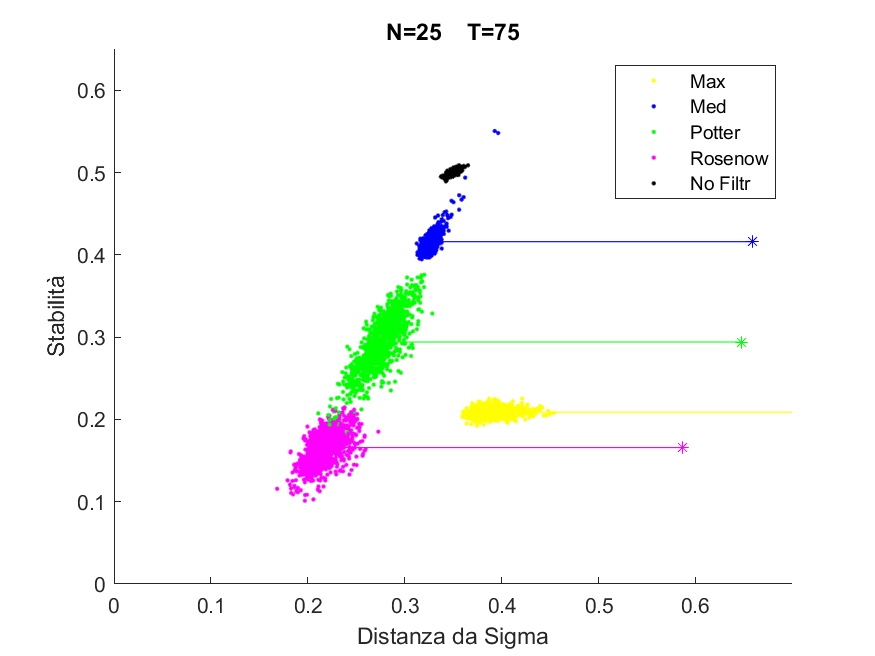 N=25 T=75
Max
Med
Potter
Rosenow
No Filtr
Stabilità
0.6
0.5
0.4
0.3
0.2
0.1
0
0 0.1 0.2 0.3 0.4 0.5 0.6
Distanza da Sigma